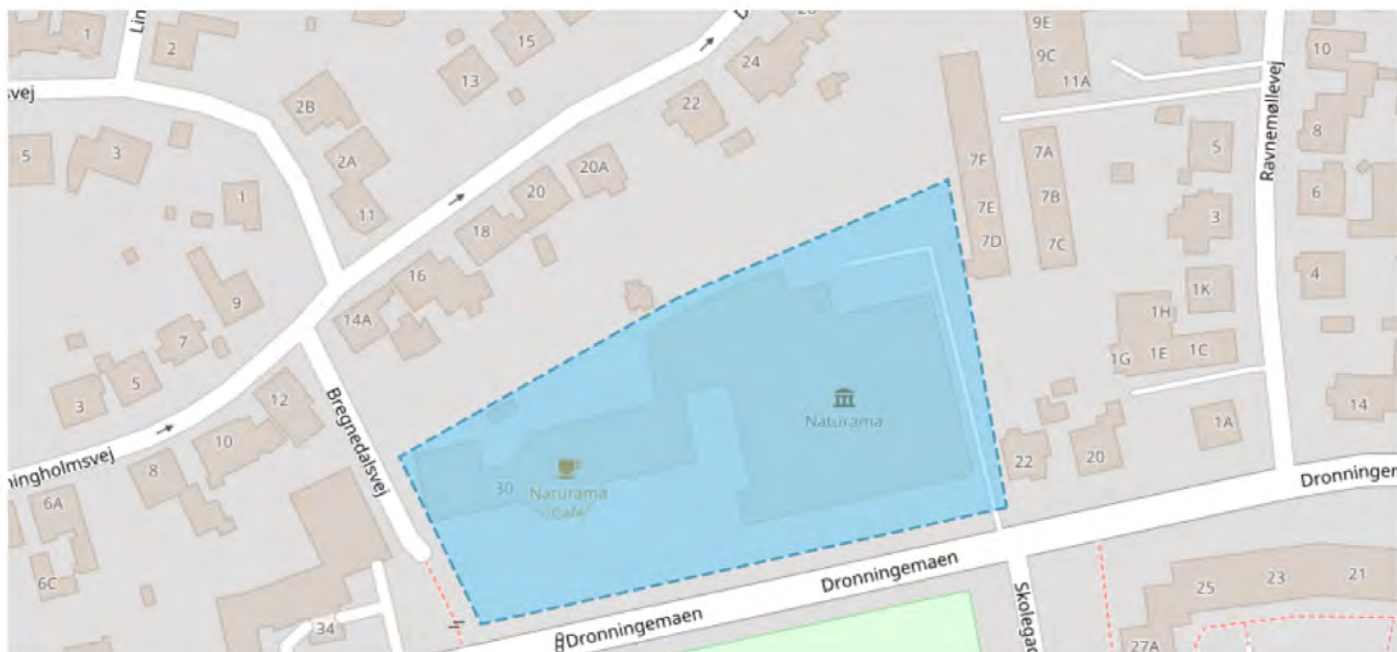 Lin
1
2
15
13
svej
2B
24
22
9E
9C
11A
10
5
3
2A
20A
7F
7A
5
8
Ravnemøllevej
1
11
20
7E
7B
6
18
7D
7C
3
16
9
4
1K
14A
1H
7
1G
1E
1C
5
3
12
Bregnedalsvej
Naturama
14
10
1A
ningholmsvej
8
30
Naturama
Café
22
20
Dronningem
6A
Dronningemaen
6C
34
Dronningemaen
Skolegad
25
23
21
27A